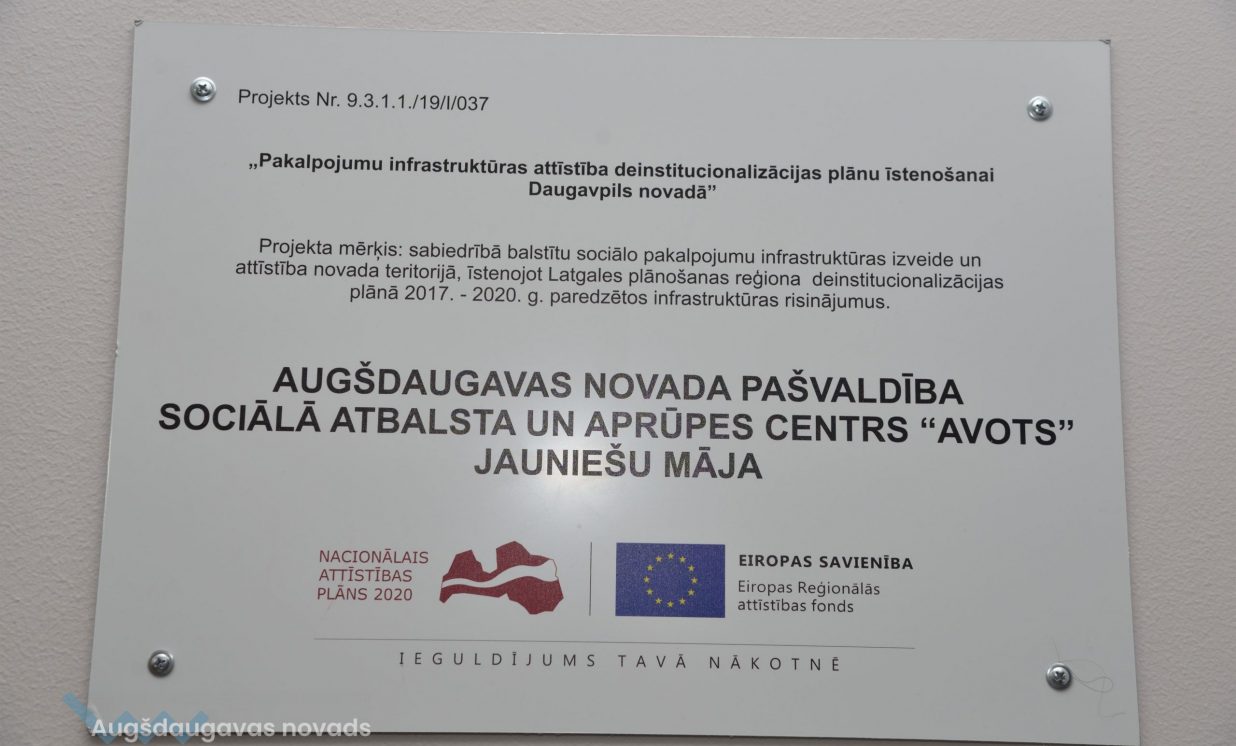 Projekts Nr. 9.3.1.1./19/I/037
„Pakalpojumu infrastruktūras attīstība deinstitucionalizācijas plānu īstenošanai
Daugavpils novadā”
Projekta mērķis: sabiedrībā balstītu sociālo pakalpojumu infrastruktūras izveide un
attīstība novada teritorijā, īstenojot Latgales plānošanas reģiona deinstitucionalizācijas
plānā 2017. - 2020. g. paredzētos infrastruktūras risinājumus.
AUGŠDAUGAVAS NOVADA PAŠVALDĪBA
SOCIĀLĀ ATBALSTA UN APRŪPES CENTRS “AVOTS”
JAUNIEŠU MĀJA
NACIONĀLAIS
ATTĪSTĪBAS
PLĀNS 2020
EIROPAS SAVIENĪBA
Eiropas Reģionālās
attīstības fonds
IEGULDĪJUMS TAVĀ NĀKOTNĒ
Augšdaugavas novads